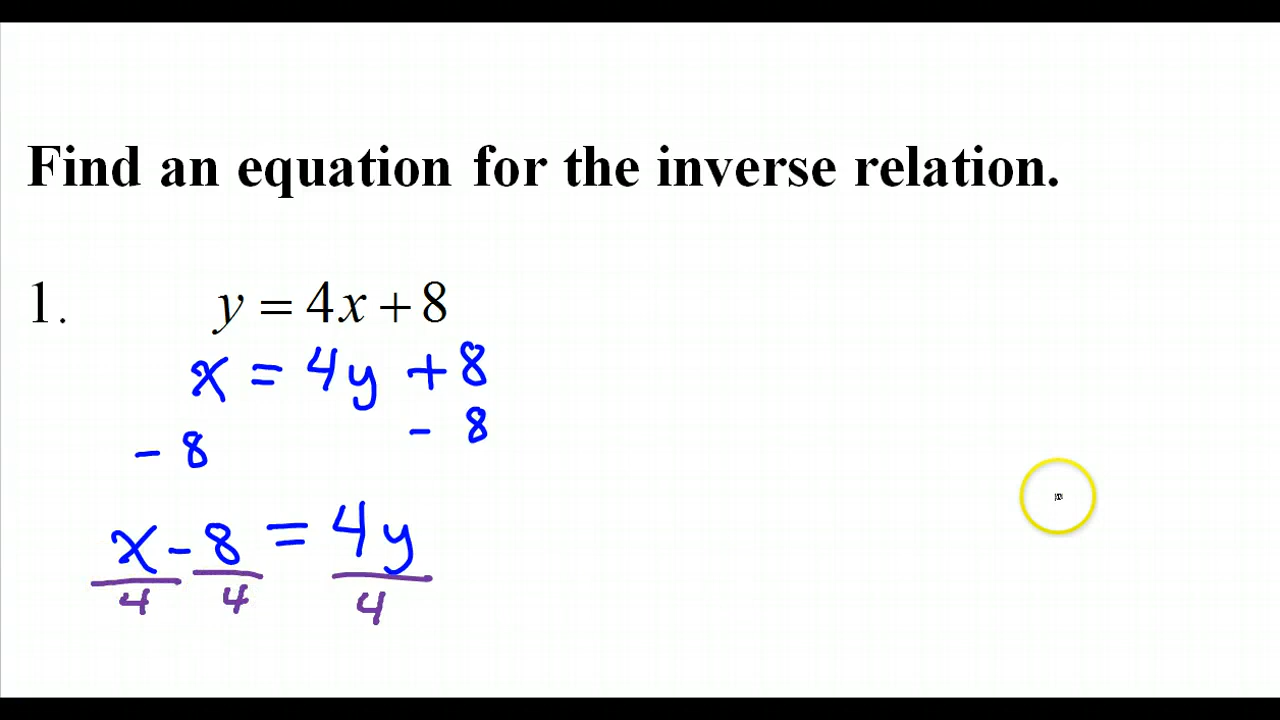 Find an equation for the inverse relation.
1. y = 4x + 8
x = 4y + 8
- 8 - 8
x - 8 = 4y
4 4 4